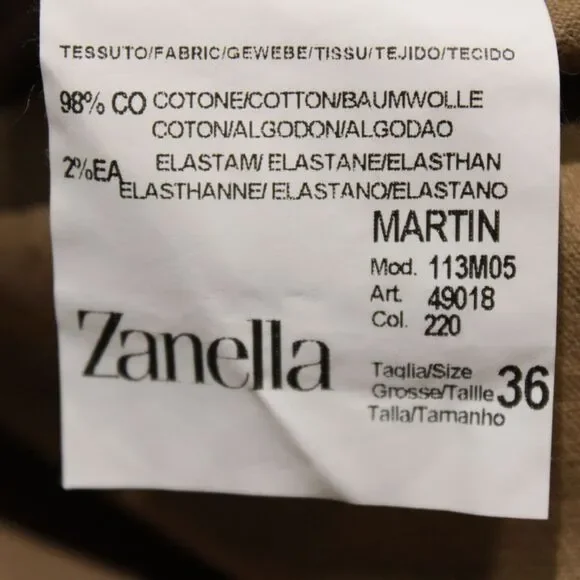 TESSUTO/FABRIC/GEWEBE/TISSU/TEJIDO/TECIDO
98% CO COTONE/COTTON/BAUMWOLLE
COTON/ALGODON/ALGODAO
2%EA ELASTAM/ ELASTANE/ELASTHAN
ELASTHANNE/ ELASTANO/ELASTANO
MARTIN
Mod. 113M05
Art. 49018
Col. 220
Zanella
Taglia/Size
Grosse/Taille 36
Talla/Tamanho